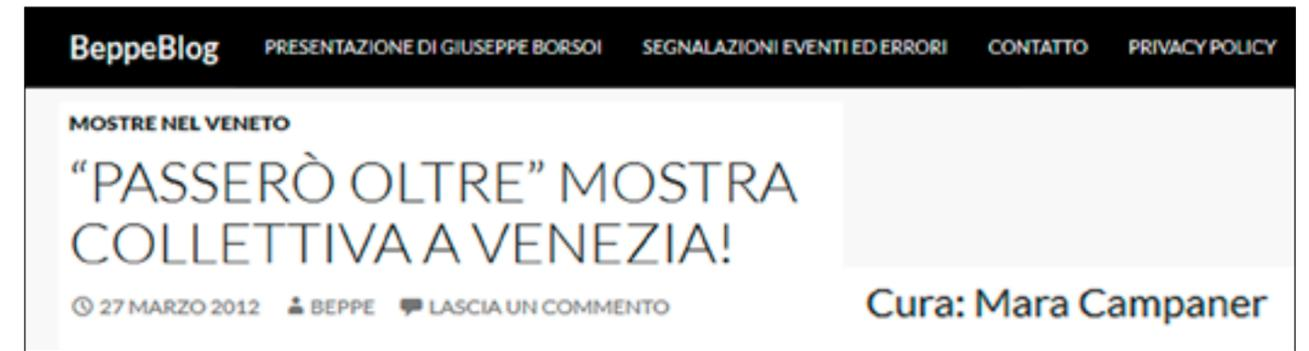 BeppeBlog PRESENTAZIONE DI GIUSEPPE BORSOI SEGNALAZIONI EVENTI ED ERRORI CONTATTO PRIVACY POLICY
MOSTRE NEL VENETO
“PASSERÒ OLTRE” MOSTRA
COLLETTIVA A VENEZIA!
27 MARZO 2012 BEPPE LASCIA UN COMMENTO
Cura: Mara Campaner